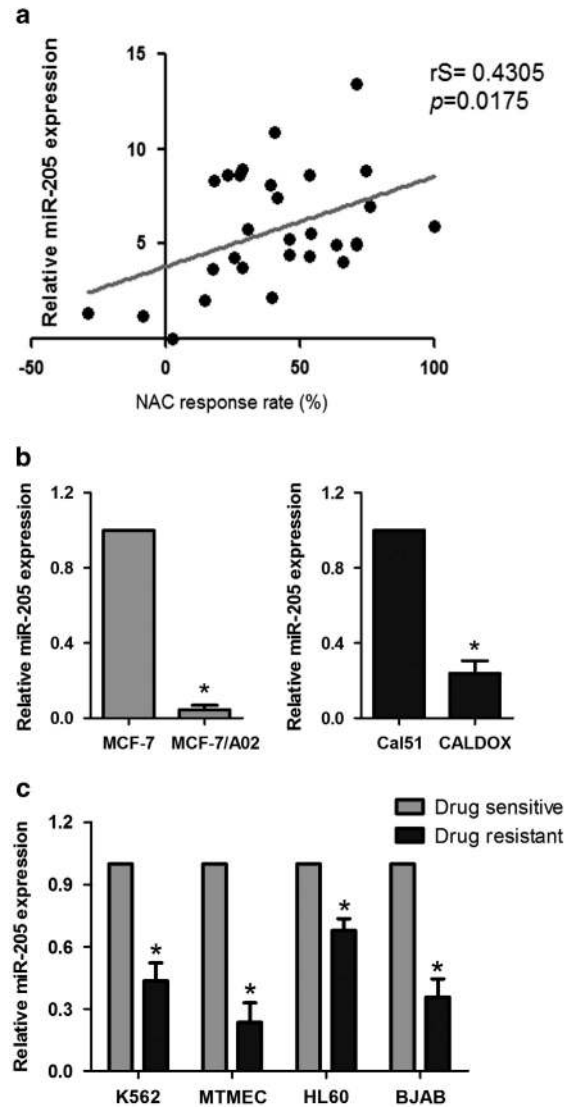 a
Relative miR-205 expression
15
10
5
-50
0
50
100
NAC response rate (%)
rS= 0.4305
p=0.0175
b
Relative miR-205 expression
1.2
0.8
0.4
0.0
MCF-7
MCF-7/A02
*
Relative miR-205 expression
1.2
0.8
0.4
0.0
Cal51
CALDOX
*
c
Drug sensitive
Drug resistant
Relative miR-205 expression
1.2
0.9
0.6
0.3
0.0
*
*
*
*
K562
MTMEC
HL60
BJAB